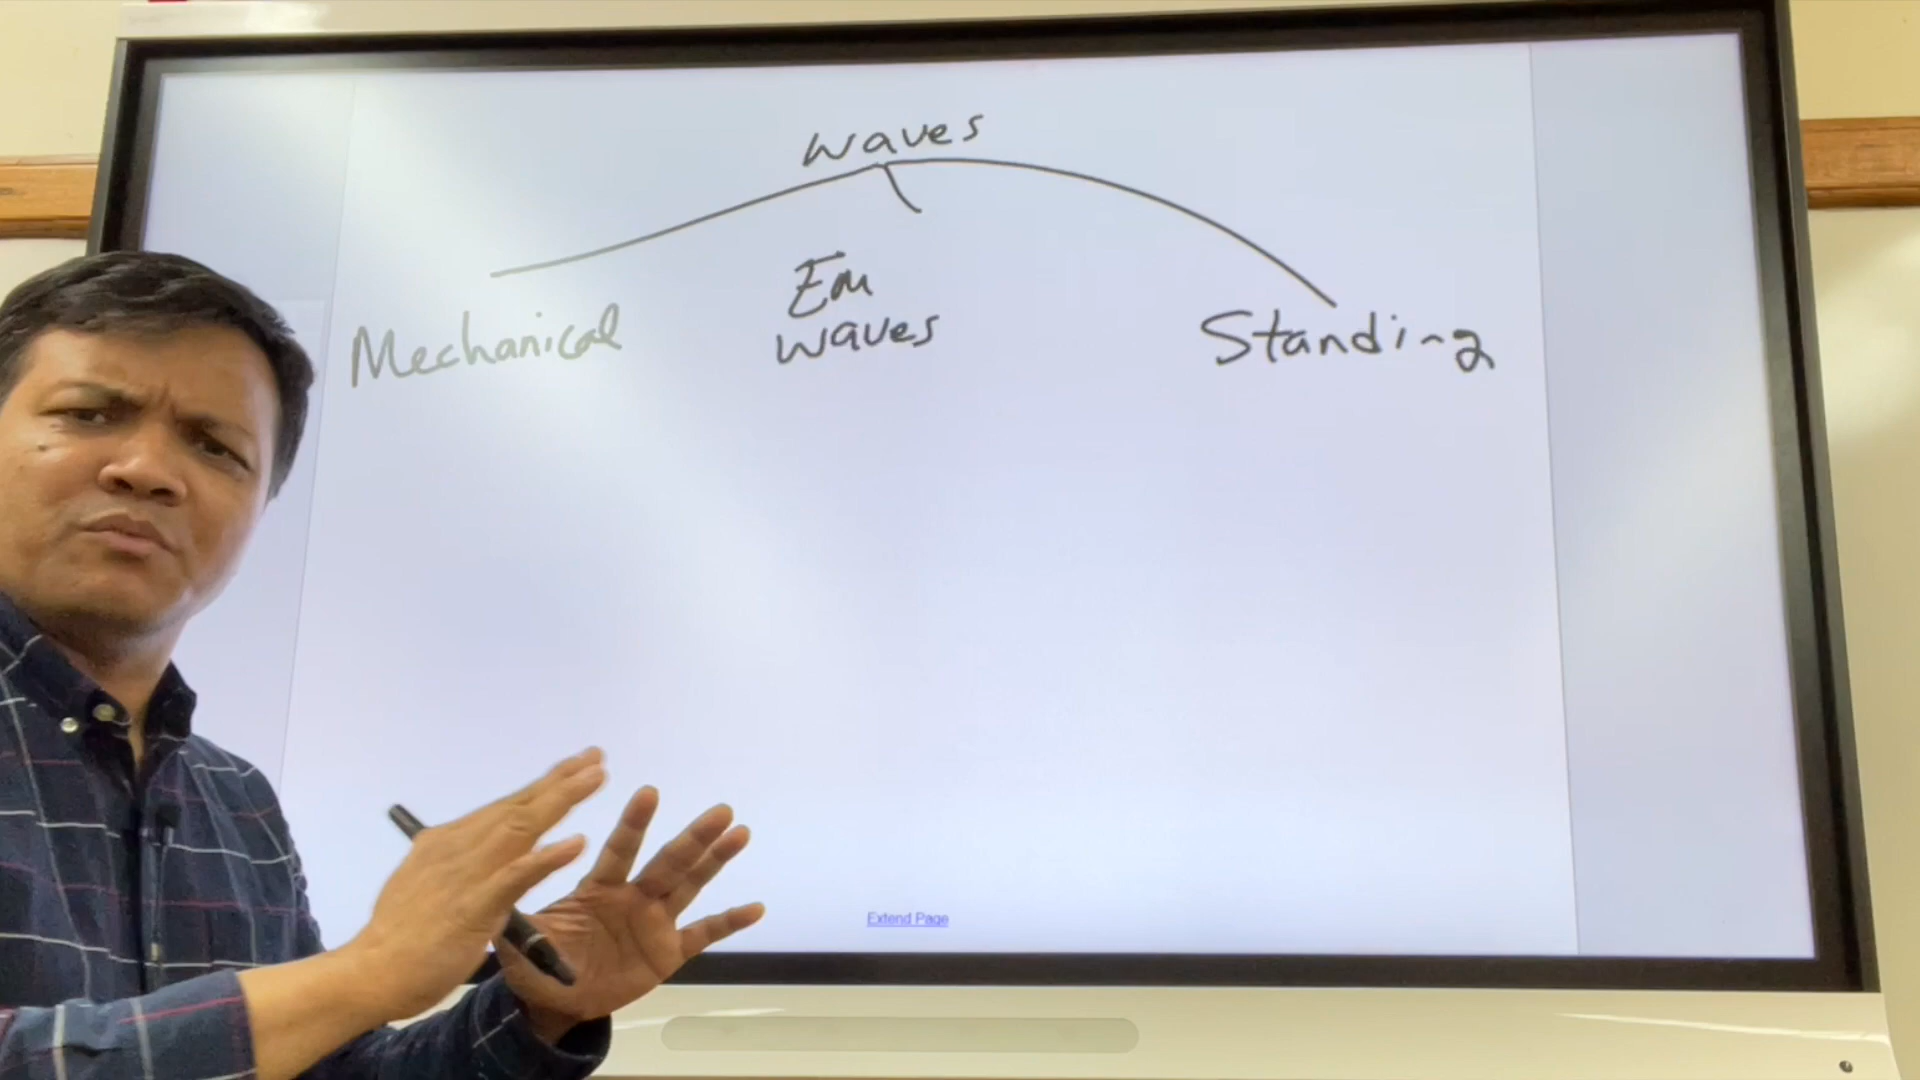 waves
Mechanical
Em
waves
Standing
Extend Page